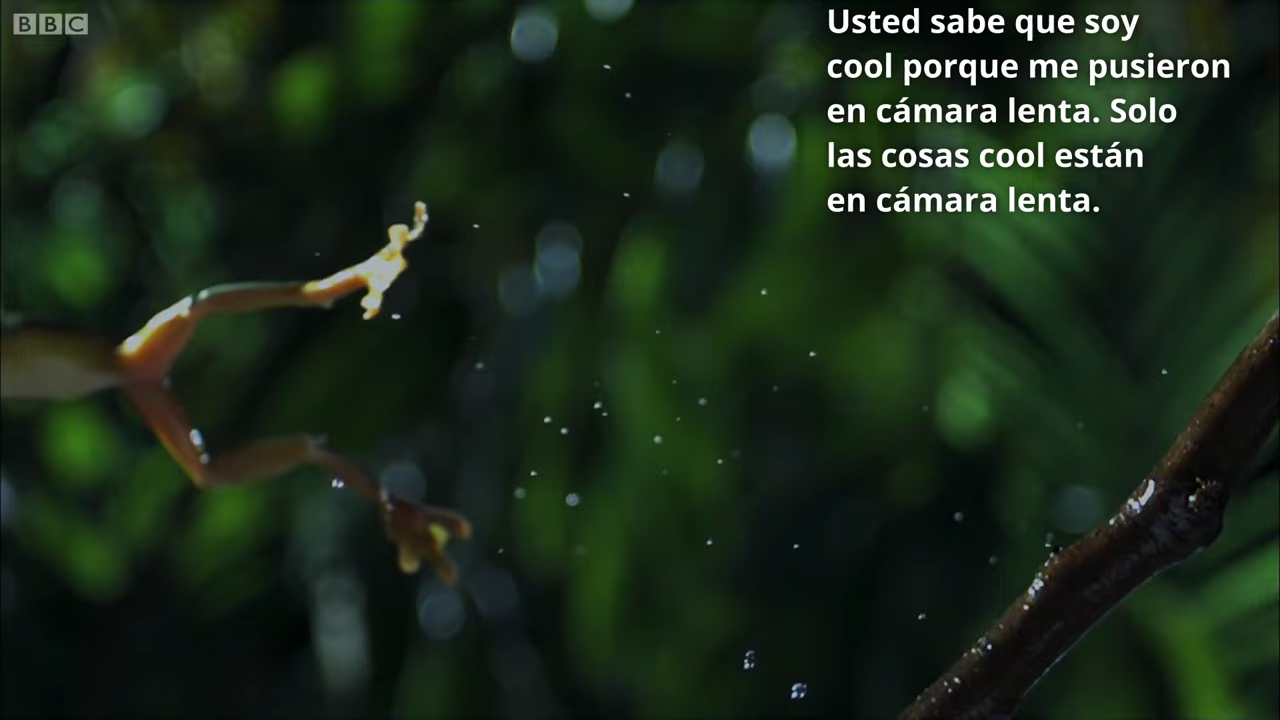 BBC
Usted sabe que soy
cool porque me pusieron
en cámara lenta. Solo
las cosas cool están
en cámara lenta.